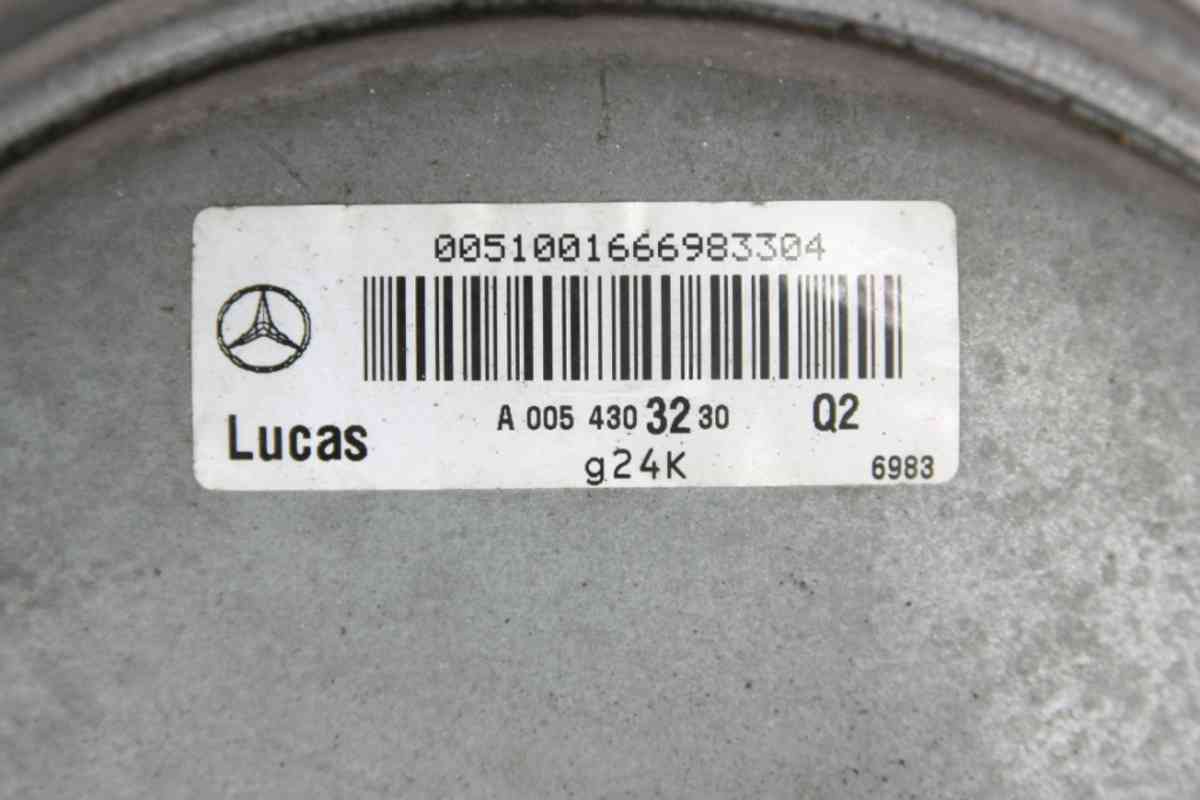 0051001666983304
Lucas
A 005 430 32 30 Q2
g24K
6983